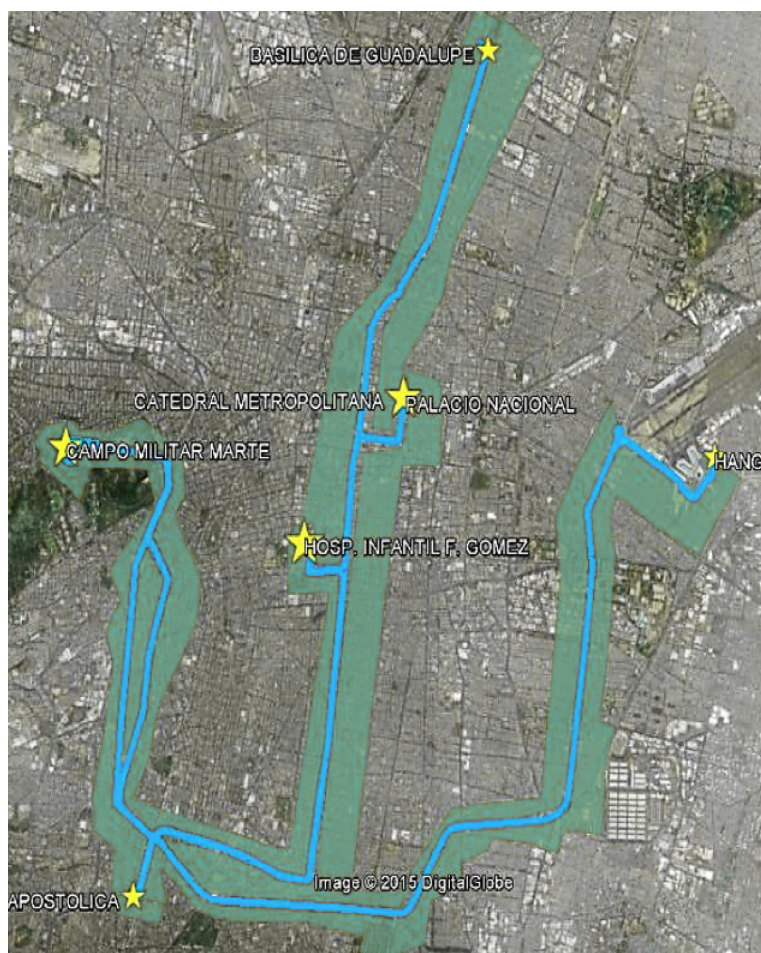 BASILICA DE GUADALUPE
CATEDRAL METROPOLITANA
PALACIO NACIONAL
CAMPO MILITAR MARTE
HANG
HOSP. INFANTIL F. GOMEZ
Image © 2015 DigitalGlobe
APOSTOLICA